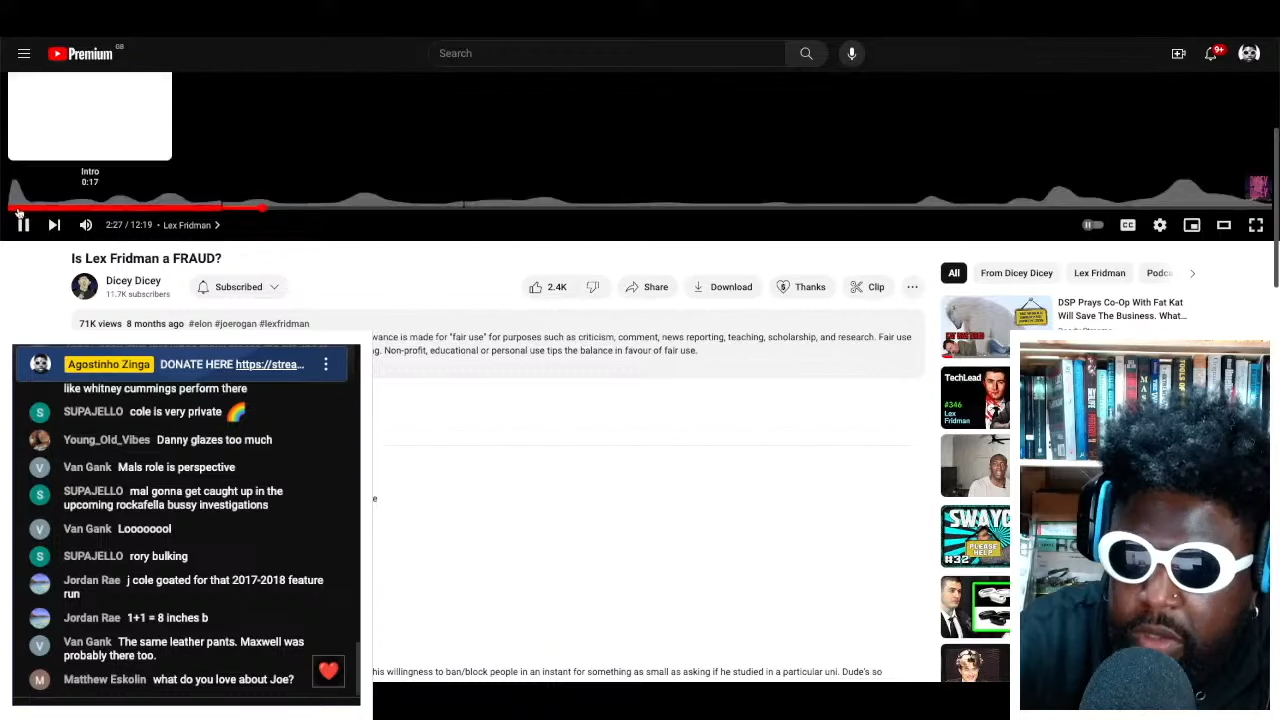 Premium GB
Search
9+
Intro
0:17
2:27 / 12:19 • Lex Fridman
CC
Is Lex Fridman a FRAUD?
Dicey Dicey
11.7K subscribers
Subscribed
2.4K
Share
Download
Thanks
Clip
71K views 8 months ago #elon #joerogan #lexfridman
wance is made for "fair use" for purposes such as criticism, comment, news reporting, teaching, scholarship, and research. Fair use
g. Non-profit, educational or personal use tips the balance in favour of fair use.
All
From Dicey Dicey
Lex Fridman
Podca
DSP Prays Co-Op With Fat Kat
Will Save The Business. What...
TechLead
#346
Lex
Fridman
SWAYC
PLEASE
HELP
#32
Agostinho Zinga DONATE HERE https://strea...
like whitney cummings perform there
SUPAJELLO cole is very private
Young_Old_Vibes Danny glazes too much
Van Gank Mals role is perspective
SUPAJELLO mal gonna get caught up in the
upcoming rockafella bussy investigations
Van Gank Loooooool
SUPAJELLO rory bulking
Jordan Rae j cole goated for that 2017-2018 feature
run
Jordan Rae 1+1 = 8 inches b
Van Gank The same leather pants. Maxwell was
probably there too.
Matthew Eskolin what do you love about Joe?
e
his willingness to ban/block people in an instant for something as small as asking if he studied in a particular uni. Dude's so